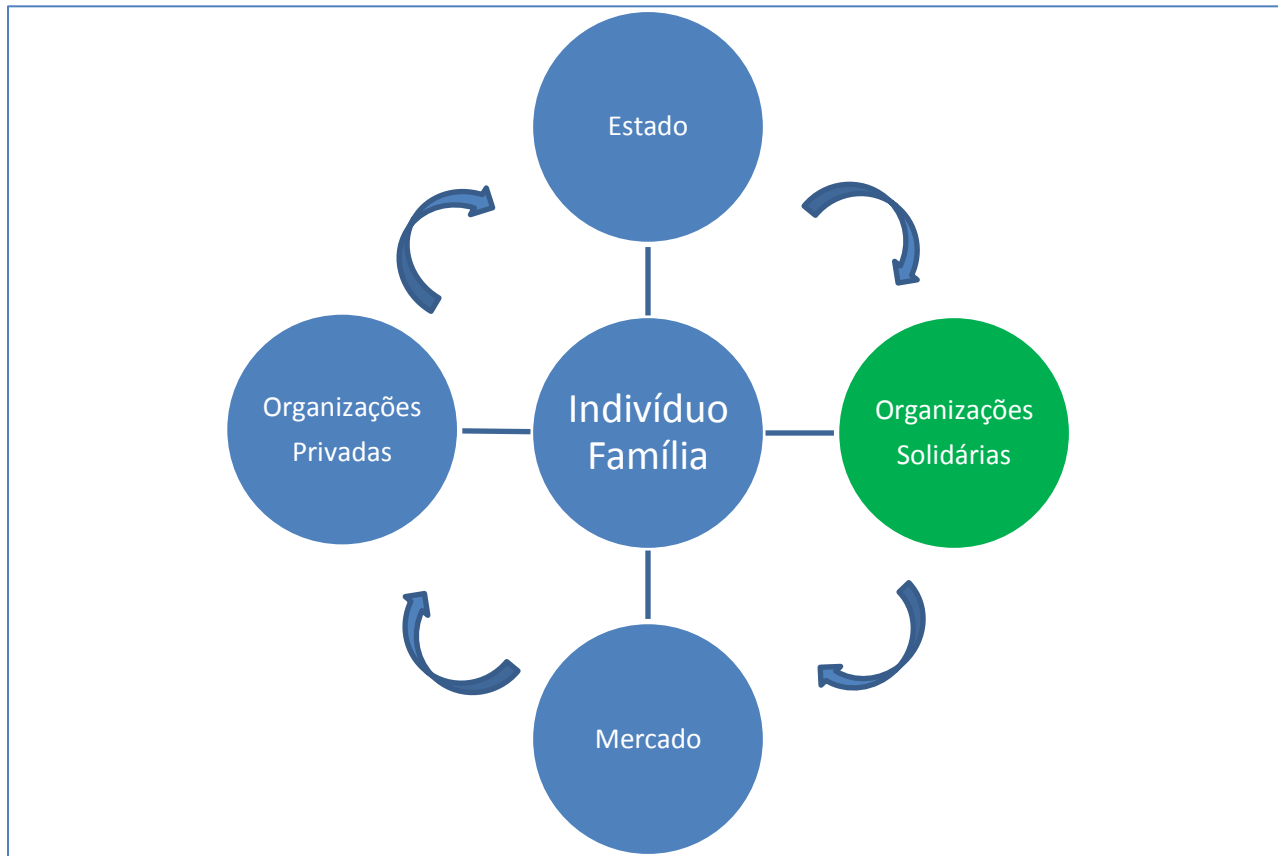 Estado
Organizações
Privadas
Indivíduo
Família
Organizações
Solidárias
Mercado